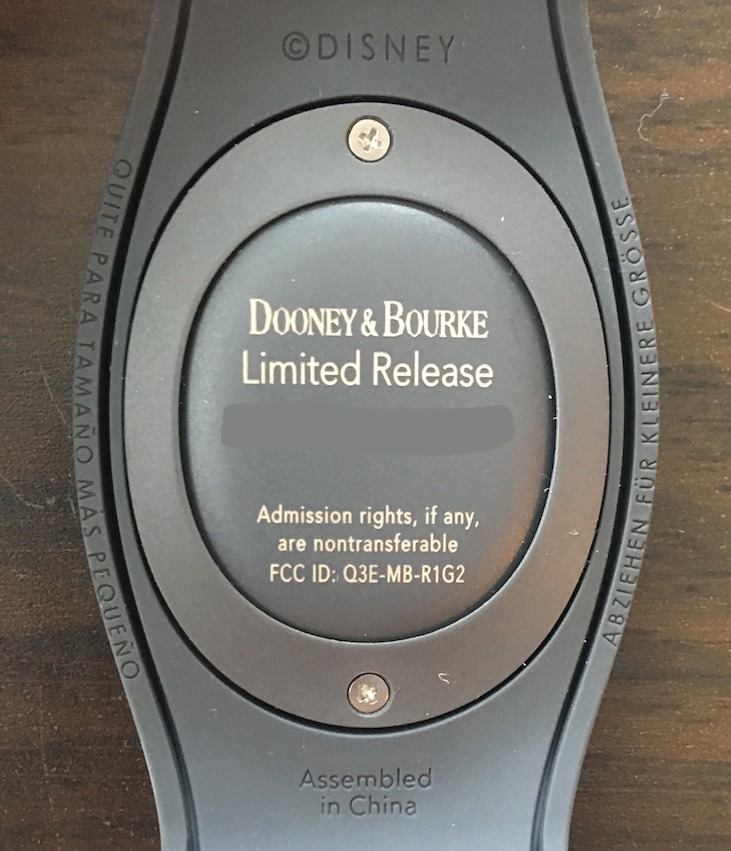 ©DISNEY
QUITE PARA TAMAÑO MÁS PEQUEÑO
DOONEY & BOURKE
Limited Release
Admission rights, if any,
are nontransferable
FCC ID: Q3E-MB-R1G2
ABZIEHEN FÜR KLEINERE GRÖSSE
Assembled
in China